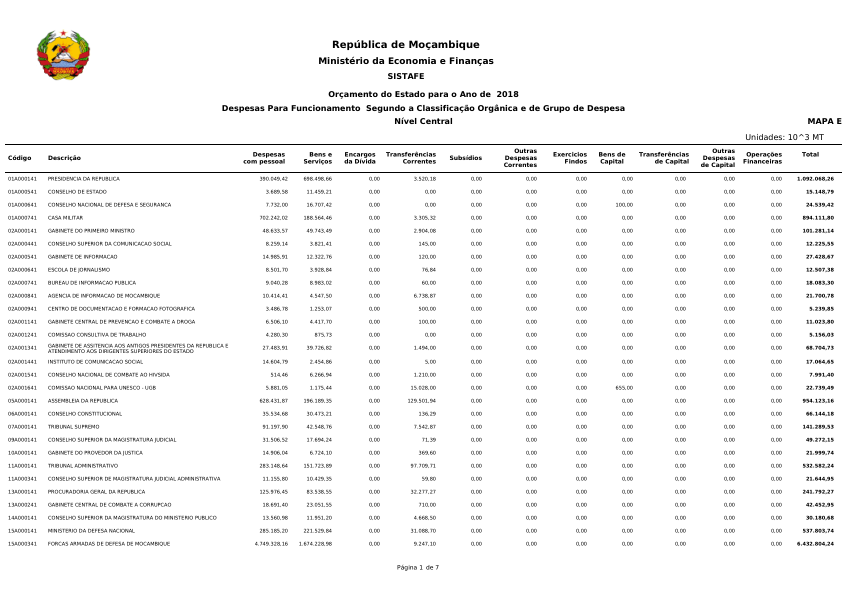 República de Moçambique
Ministério da Economia e Finanças
SISTAFE
Orçamento do Estado para o Ano de 2018
Despesas Para Funcionamento Segundo a Classificação Orgânica e de Grupo de Despesa
Nível Central MAPA E
Unidades: 10^3 MT
Código Descrição Despesas com pessoal Bens e Serviços Encargos da Dívida Transferências Correntes Subsídios Outras Despesas Correntes Exercicios Findos Bens de Capital Transferências de Capital Outras Despesas de Capital Operações Financeiras Total
01A000141 PRESIDENCIA DA REPUBLICA 390.049,42 698.498,66 0,00 3.520,18 0,00 0,00 0,00 0,00 0,00 0,00 0,00 1.092.068,26
01A000541 CONSELHO DE ESTADO 3.689,58 11.459,21 0,00 0,00 0,00 0,00 0,00 0,00 0,00 0,00 0,00 15.148,79
01A000641 CONSELHO NACIONAL DE DEFESA E SEGURANCA 7.732,00 16.707,42 0,00 0,00 0,00 0,00 0,00 100,00 0,00 0,00 0,00 24.539,42
01A000741 CASA MILITAR 702.242,02 188.564,46 0,00 3.305,32 0,00 0,00 0,00 0,00 0,00 0,00 0,00 894.111,80
02A000141 GABINETE DO PRIMEIRO MINISTRO 48.633,57 49.743,49 0,00 2.904,08 0,00 0,00 0,00 0,00 0,00 0,00 0,00 101.281,14
02A000441 CONSELHO SUPERIOR DA COMUNICACAO SOCIAL 8.259,14 3.821,41 0,00 145,00 0,00 0,00 0,00 0,00 0,00 0,00 0,00 12.225,55
02A000541 GABINETE DE INFORMACAO 14.985,91 12.322,76 0,00 120,00 0,00 0,00 0,00 0,00 0,00 0,00 0,00 27.428,67
02A000641 ESCOLA DE JORNALISMO 8.501,70 3.928,84 0,00 76,84 0,00 0,00 0,00 0,00 0,00 0,00 0,00 12.507,38
02A000741 BUREAU DE INFORMACAO PUBLICA 9.040,28 8.983,02 0,00 60,00 0,00 0,00 0,00 0,00 0,00 0,00 0,00 18.083,30
02A000841 AGENCIA DE INFORMACAO DE MOCAMBIQUE 10.414,41 4.547,50 0,00 6.738,87 0,00 0,00 0,00 0,00 0,00 0,00 0,00 21.700,78
02A000941 CENTRO DE DOCUMENTACAO E FORMACAO FOTOGRAFICA 3.486,78 1.253,07 0,00 500,00 0,00 0,00 0,00 0,00 0,00 0,00 0,00 5.239,85
02A001141 GABINETE CENTRAL DE PREVENCAO E COMBATE A DROGA 6.506,10 4.417,70 0,00 100,00 0,00 0,00 0,00 0,00 0,00 0,00 0,00 11.023,80
02A001241 COMISSAO CONSULTIVA DE TRABALHO 4.280,30 875,73 0,00 0,00 0,00 0,00 0,00 0,00 0,00 0,00 0,00 5.156,03
02A001341 GABINETE DE ASSITENCIA AOS ANTIGOS PRESIDENTES DA REPUBLICA E ATENDIMENTO AOS DIRIGENTES SUPERIORES DO ESTADO 27.483,91 39.726,82 0,00 1.494,00 0,00 0,00 0,00 0,00 0,00 0,00 0,00 68.704,73
02A001441 INSTITUTO DE COMUNICACAO SOCIAL 14.604,79 2.454,86 0,00 5,00 0,00 0,00 0,00 0,00 0,00 0,00 0,00 17.064,65
02A001541 CONSELHO NACIONAL DE COMBATE AO HIVSIDA 514,46 6.266,94 0,00 1.210,00 0,00 0,00 0,00 0,00 0,00 0,00 0,00 7.991,40
02A001641 COMISSAO NACIONAL PARA UNESCO - UGB 5.881,05 1.175,44 0,00 15.028,00 0,00 0,00 0,00 655,00 0,00 0,00 0,00 22.739,49
05A000141 ASSEMBLEIA DA REPUBLICA 628.431,87 196.189,35 0,00 129.501,94 0,00 0,00 0,00 0,00 0,00 0,00 0,00 954.123,16
06A000141 CONSELHO CONSTITUCIONAL 35.534,68 30.473,21 0,00 136,29 0,00 0,00 0,00 0,00 0,00 0,00 0,00 66.144,18
07A000141 TRIBUNAL SUPREMO 91.197,90 42.548,76 0,00 7.542,87 0,00 0,00 0,00 0,00 0,00 0,00 0,00 141.289,53
09A000141 CONSELHO SUPERIOR DA MAGISTRATURA JUDICIAL 31.506,52 17.694,24 0,00 71,39 0,00 0,00 0,00 0,00 0,00 0,00 0,00 49.272,15
10A000141 GABINETE DO PROVEDOR DA JUSTICA 14.906,04 6.724,10 0,00 369,60 0,00 0,00 0,00 0,00 0,00 0,00 0,00 21.999,74
11A000141 TRIBUNAL ADMINISTRATIVO 283.148,64 151.723,89 0,00 97.709,71 0,00 0,00 0,00 0,00 0,00 0,00 0,00 532.582,24
11A000341 CONSELHO SUPERIOR DE MAGISTRATURA JUDICIAL ADMINISTRATIVA 11.155,80 10.429,35 0,00 59,80 0,00 0,00 0,00 0,00 0,00 0,00 0,00 21.644,95
13A000141 PROCURADORIA GERAL DA REPUBLICA 125.976,45 83.538,55 0,00 32.277,27 0,00 0,00 0,00 0,00 0,00 0,00 0,00 241.792,27
13A000241 GABINETE CENTRAL DE COMBATE A CORRUPCAO 18.691,40 23.051,55 0,00 710,00 0,00 0,00 0,00 0,00 0,00 0,00 0,00 42.452,95
14A000141 CONSELHO SUPERIOR DA MAGISTRATURA DO MINISTERIO PUBLICO 13.560,98 11.951,20 0,00 4.668,50 0,00 0,00 0,00 0,00 0,00 0,00 0,00 30.180,68
15A000141 MINISTERIO DA DEFESA NACIONAL 285.185,20 221.529,84 0,00 31.088,70 0,00 0,00 0,00 0,00 0,00 0,00 0,00 537.803,74
15A000341 FORCAS ARMADAS DE DEFESA DE MOCAMBIQUE 4.749.328,16 1.674.228,98 0,00 9.247,10 0,00 0,00 0,00 0,00 0,00 0,00 0,00 6.432.804,24
Página 1 de 7